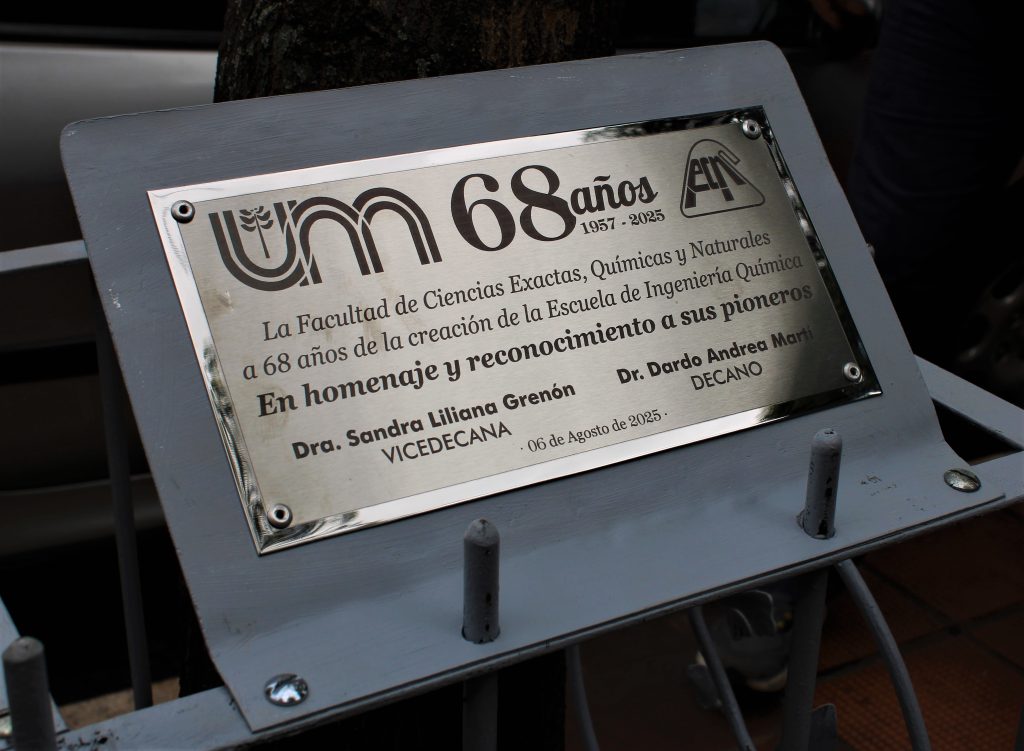 UM 68 años
1957 - 2025
La Facultad de Ciencias Exactas, Químicas y Naturales
a 68 años de la creación de la Escuela de Ingeniería Química
En homenaje y reconocimiento a sus pioneros
Dra. Sandra Liliana Grenón
VICEDECANA
Dr. Dardo Andrea Marti
DECANO
· 06 de Agosto de 2025 ·